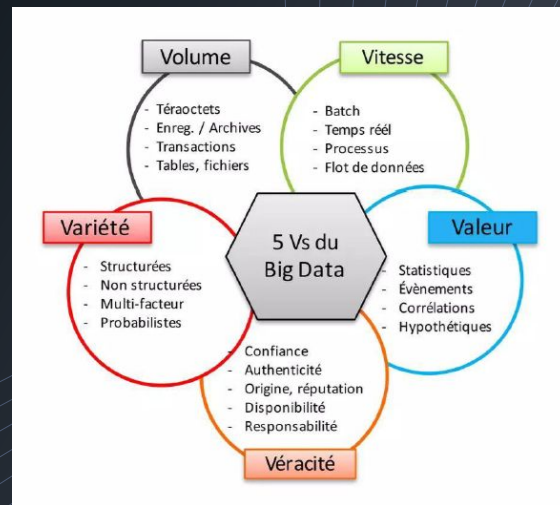 Volume
- Téraoctets
- Enreg. / Archives
- Transactions
- Tables, fichiers
Vitesse
- Batch
- Temps réél
- Processus
- Flot de données
Variété
- Structurées
- Non structurées
- Multi-facteur
- Probabilistes
5 Vs du
Big Data
Valeur
- Statistiques
- Évènements
- Corrélations
- Hypothétiques
- Confiance
- Authenticité
- Origine, réputation
- Disponibilité
- Responsabilité
Véracité